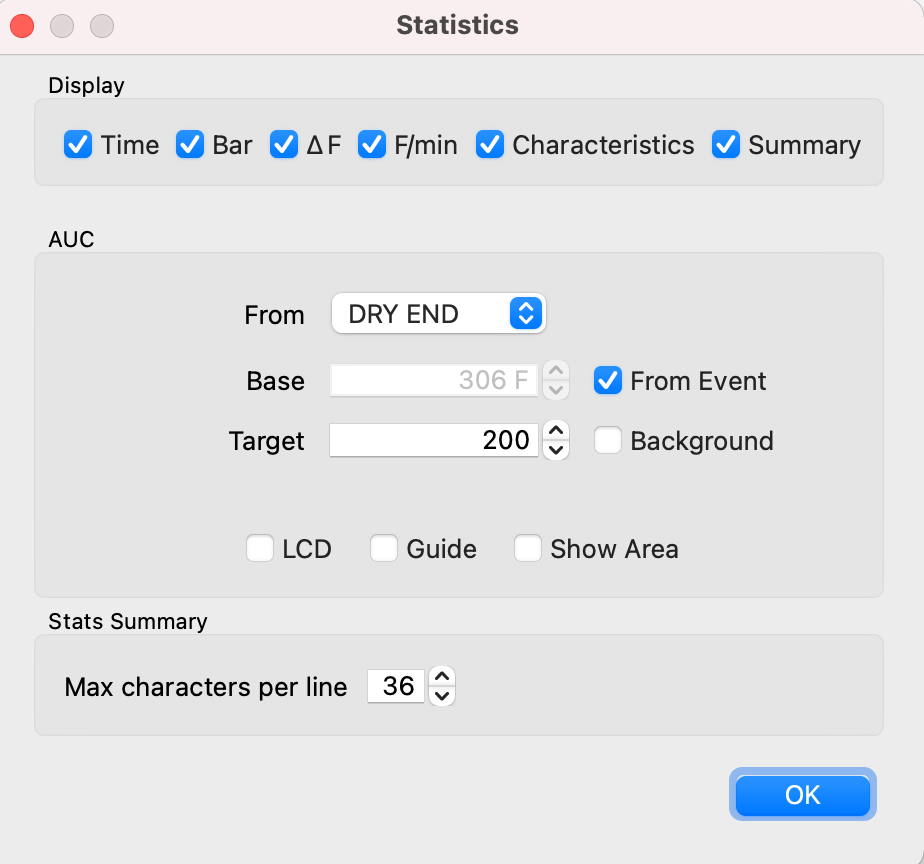 Statistics
Display
Time Bar Δ F F/min Characteristics Summary
AUC
From DRY END
Base 306 F From Event
Target 200 Background
LCD Guide Show Area
Stats Summary
Max characters per line 36
OK